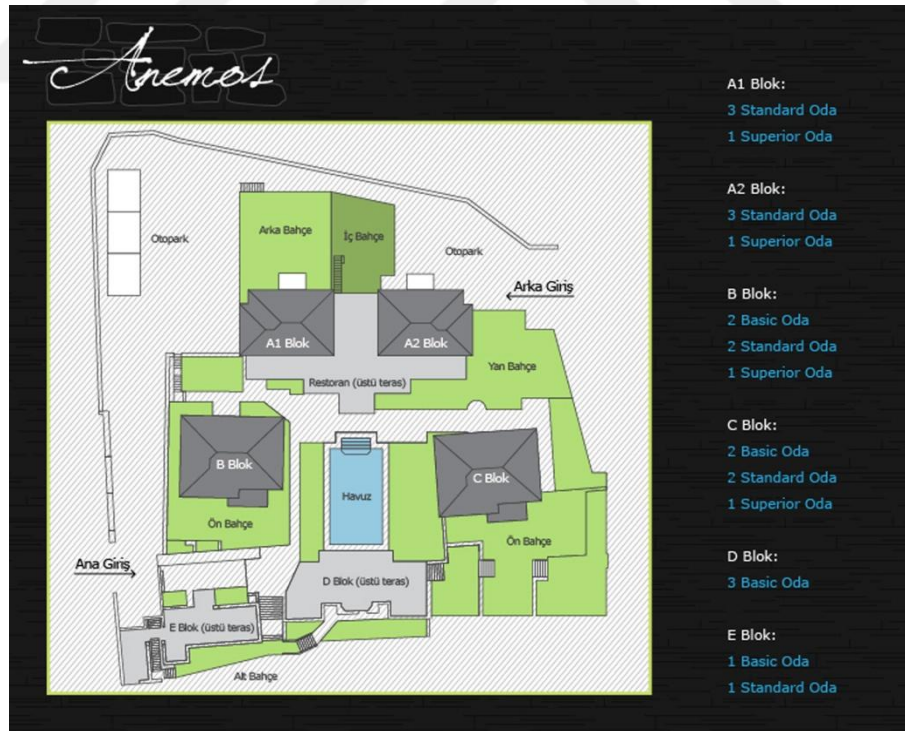 Anemos
A1 Blok:
3 Standard Oda
1 Superior Oda
A2 Blok:
3 Standard Oda
1 Superior Oda
B Blok:
2 Basic Oda
2 Standard Oda
1 Superior Oda
C Blok:
2 Basic Oda
2 Standard Oda
1 Superior Oda
D Blok:
3 Basic Oda
E Blok:
1 Basic Oda
1 Standard Oda
Otopark
Arka Bahçe
İç Bahçe
Otopark
Arka Giriş
A1 Blok
A2 Blok
Restoran (üstü teras)
Yan Bahçe
B Blok
C Blok
Havuz
Ön Bahçe
Ön Bahçe
Ana Giriş
D Blok (üstü teras)
E Blok (üstü teras)
Alt Bahçe